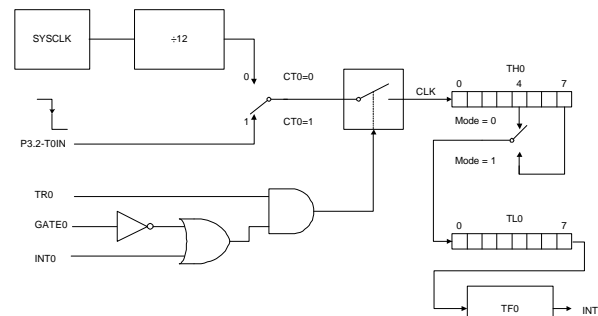 SYSCLK
÷12
0
CT0=0
1
CT0=1
P3.2-T0IN
CLK
TH0
0 4 7
Mode = 0
Mode = 1
TR0
GATE0
INT0
TL0
0 7
TF0
INT